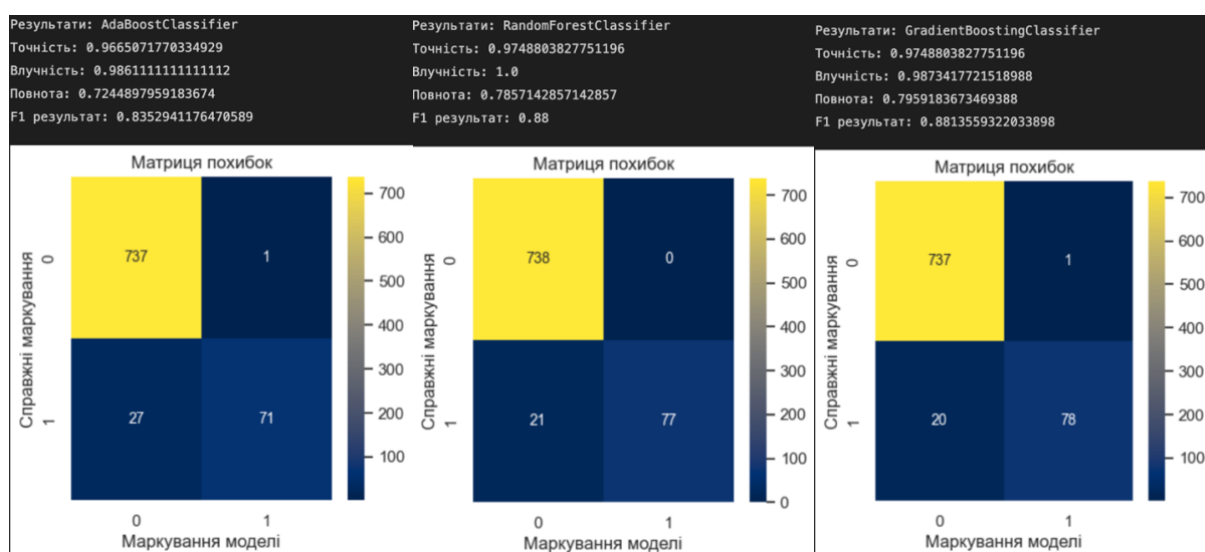 Результати: AdaBoostClassifier
Точність: 0.9665071770334929
Влучність: 0.9861111111111112
Повнота: 0.7244897959183674
F1 результат: 0.8352941176470589
Матриця похибок
700
600
500
400
300
200
100
737
1
27
71
0
1
Справжні маркування
0
1
Маркування моделі
Результати: RandomForestClassifier
Точність: 0.9748803827751196
Влучність: 1.0
Повнота: 0.7857142857142857
F1 результат: 0.88
Матриця похибок
700
600
500
400
300
200
100
0
738
0
21
77
0
1
Справжні маркування
0
1
Маркування моделі
Результати: GradientBoostingClassifier
Точність: 0.9748803827751196
Влучність: 0.9873417721518988
Повнота: 0.7959183673469388
F1 результат: 0.8813559322033898
Матриця похибок
700
600
500
400
300
200
100
737
1
20
78
0
1
Справжні маркування
0
1
Маркування моделі